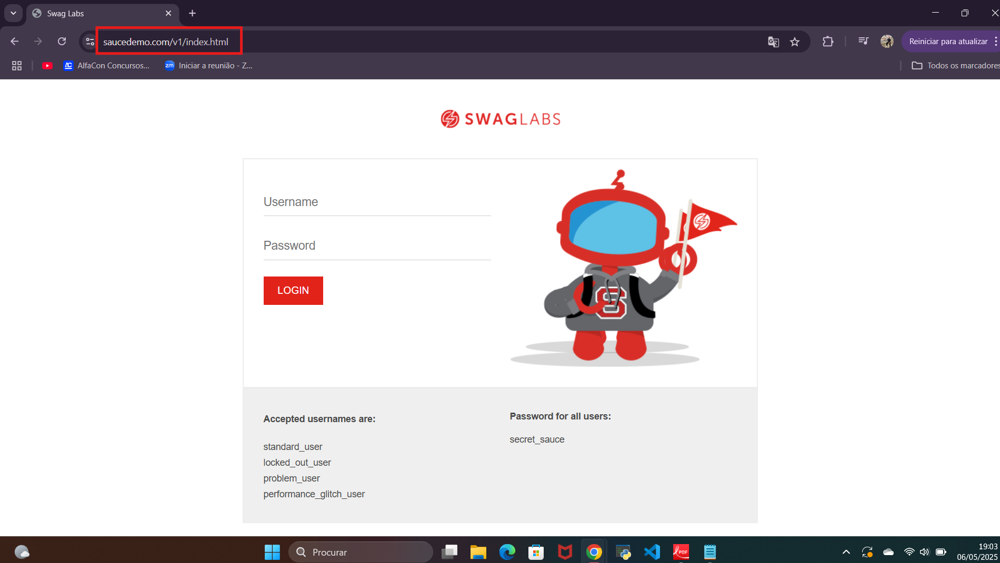 Swag Labs
saucedemo.com/v1/index.html
Reiniciar para atualizar
AlfaCon Concursos...
zm Iniciar a reunião - Z...
Todos os marcadores
SWAGLABS
Username
Password
LOGIN
S
Accepted usernames are:
standard_user
locked_out_user
problem_user
performance_glitch_user
Password for all users:
secret_sauce
Procurar
PDF
19:03
06/05/2025